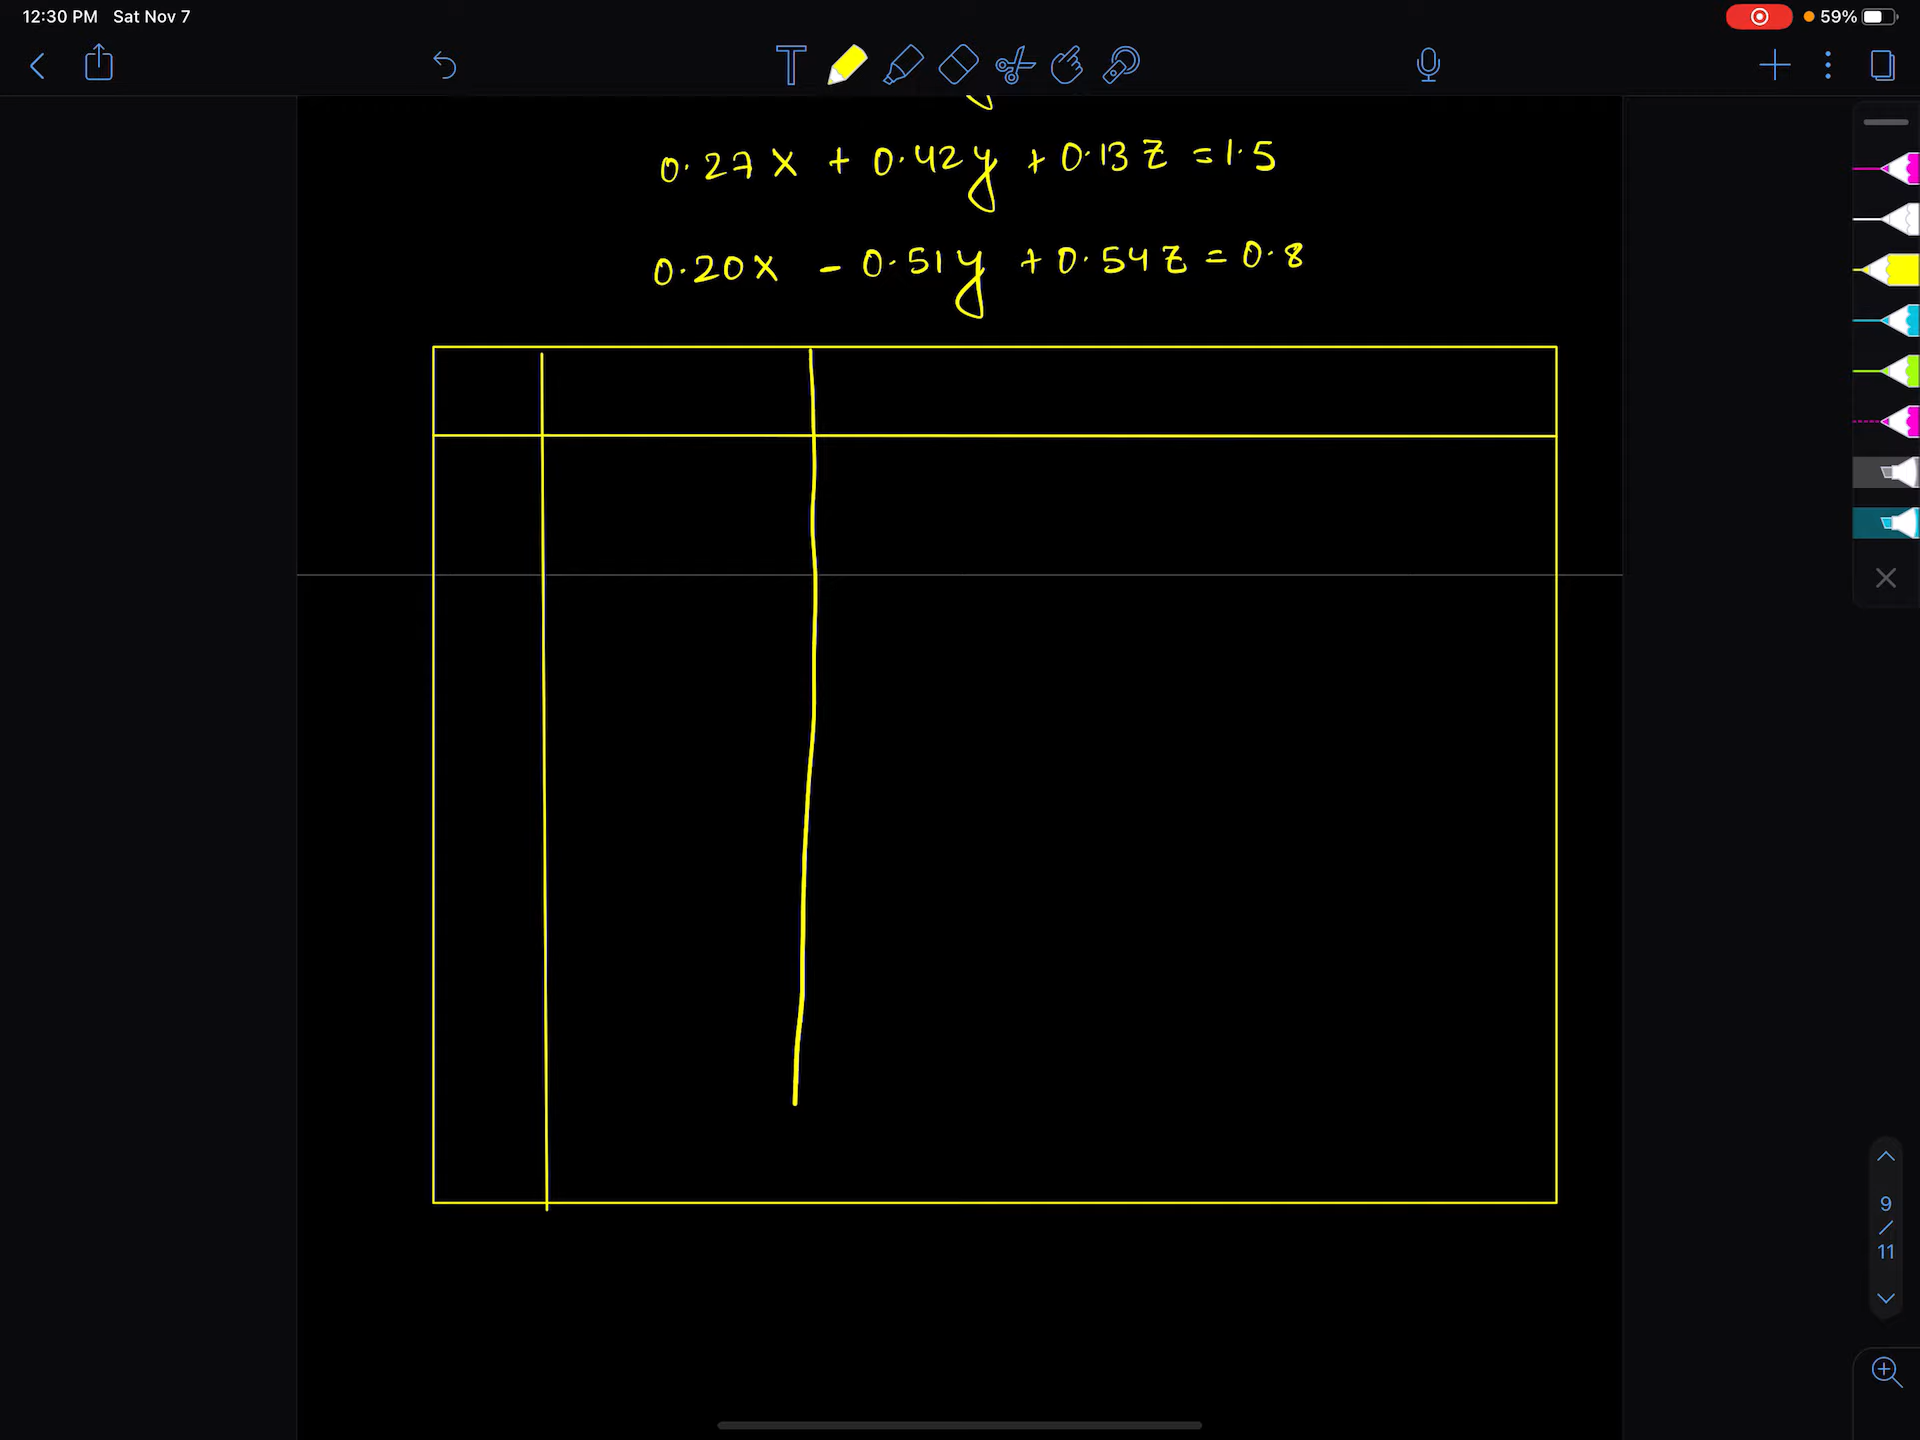 12:30 PM Sat Nov 7
59%
T
0.27x + 0.42y + 0.13z = 1.5
0.20x - 0.51y + 0.54z = 0.8
9
/
11